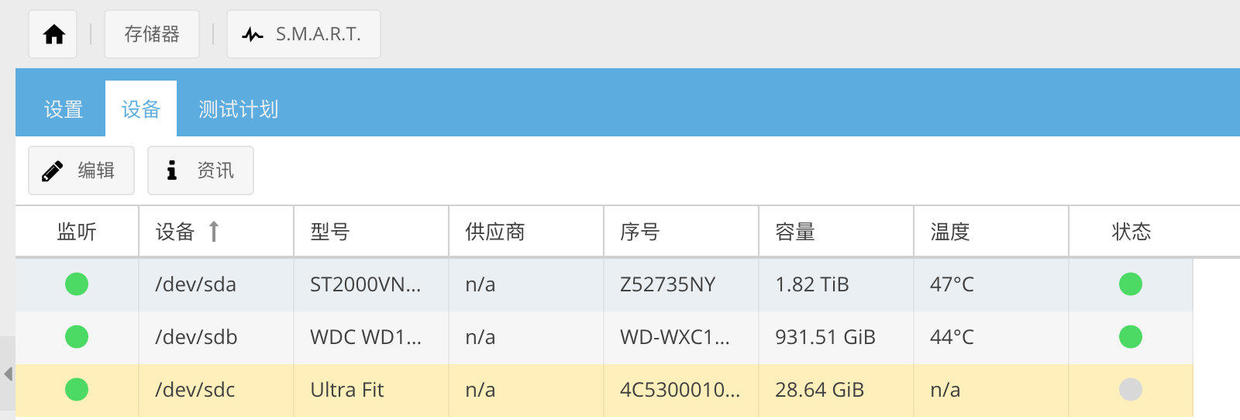 存储器 S.M.A.R.T.
设置 设备 测试计划
编辑 资讯
监听 设备 型号 供应商 序号 容量 温度 状态
/dev/sda ST2000VN... n/a Z52735NY 1.82 TiB 47°C
/dev/sdb WDC WD1... n/a WD-WXC1... 931.51 GiB 44°C
/dev/sdc Ultra Fit n/a 4C5300010... 28.64 GiB n/a